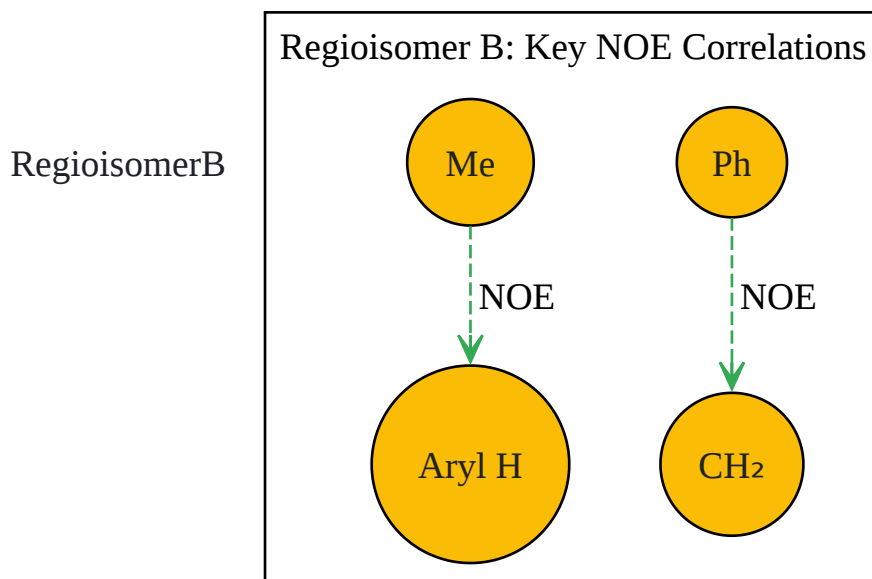 Regioisomer B: Key NOE Correlations
RegioisomerB
Me
Ph
NOE
NOE
Aryl H
CH₂